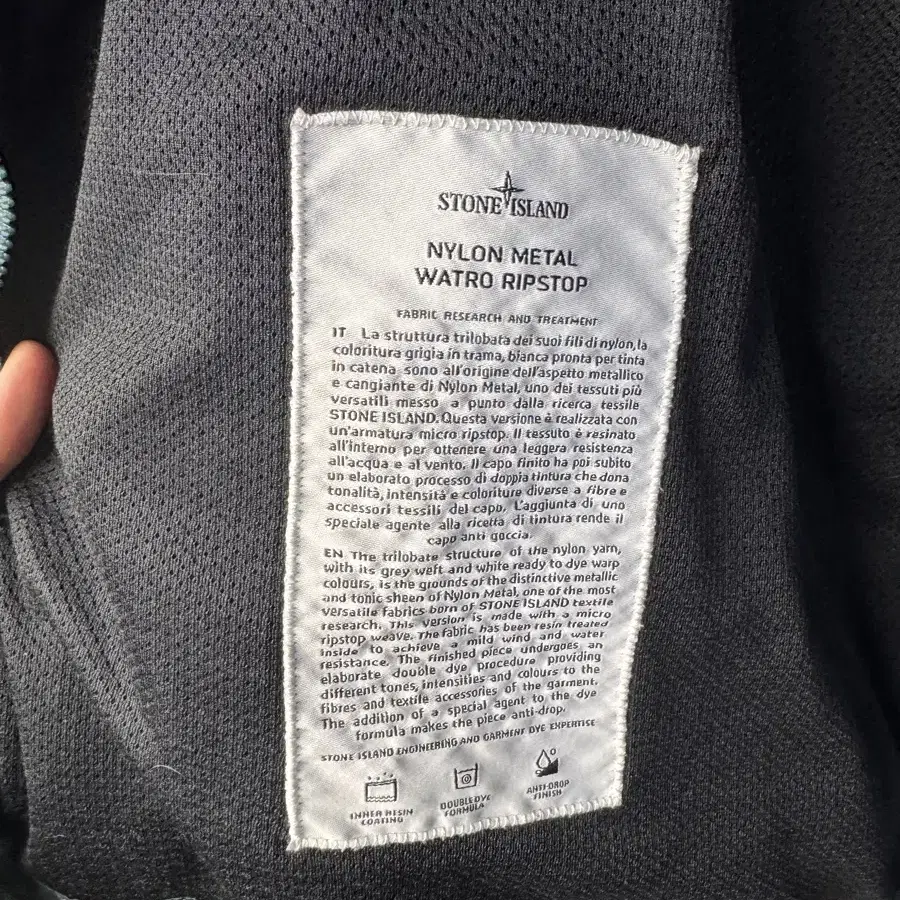 STONE ISLAND
NYLON METAL
WATRO RIPSTOP
FABRIC RESEARCH AND TREATMENT
IT La struttura trilobata dei suoi fili di nylon, la
coloritura grigia in trama, bianca pronta per tinta
in catena sono all'origine dell'aspetto metallico
e cangiante di Nylon Metal, uno dei tessuti più
versatili messo a punto dalla ricerca tessile
STONE ISLAND. Questa versione è realizzata con
un'armatura micro ripstop. Il tessuto è resinato
all'interno per ottenere una leggera resistenza
all'acqua e al vento. Il capo finito ha poi subito
un elaborato processo di doppia tintura che dona
tonalità, intensità e coloriture diverse a fibre e
accessori tessili del capo. L'aggiunta di uno
speciale agente alla ricetta di tintura rende il
capo anti goccia.
EN The trilobate structure of the nylon yarn,
with its grey weft and white ready to dye warp
colours, is the grounds of the distinctive metallic
and tonic sheen of Nylon Metal, one of the most
versatile fabrics born of STONE ISLAND textile
research. This version is made with a micro
ripstop weave. The fabric has been resin treated
inside to achieve a mild wind and water
resistance. The finished piece undergoes an
elaborate double dye procedure providing
different tones, intensities and colours to the
fibres and textile accessories of the garment.
The addition of a special agent to the dye
formula makes the piece anti-drop.
STONE ISLAND ENGINEERING AND GARMENT DYE EXPERTISE
INNER RESIN
COATING
DOUBLE DYE
FORMULA
ANTI-DROP
FINISH